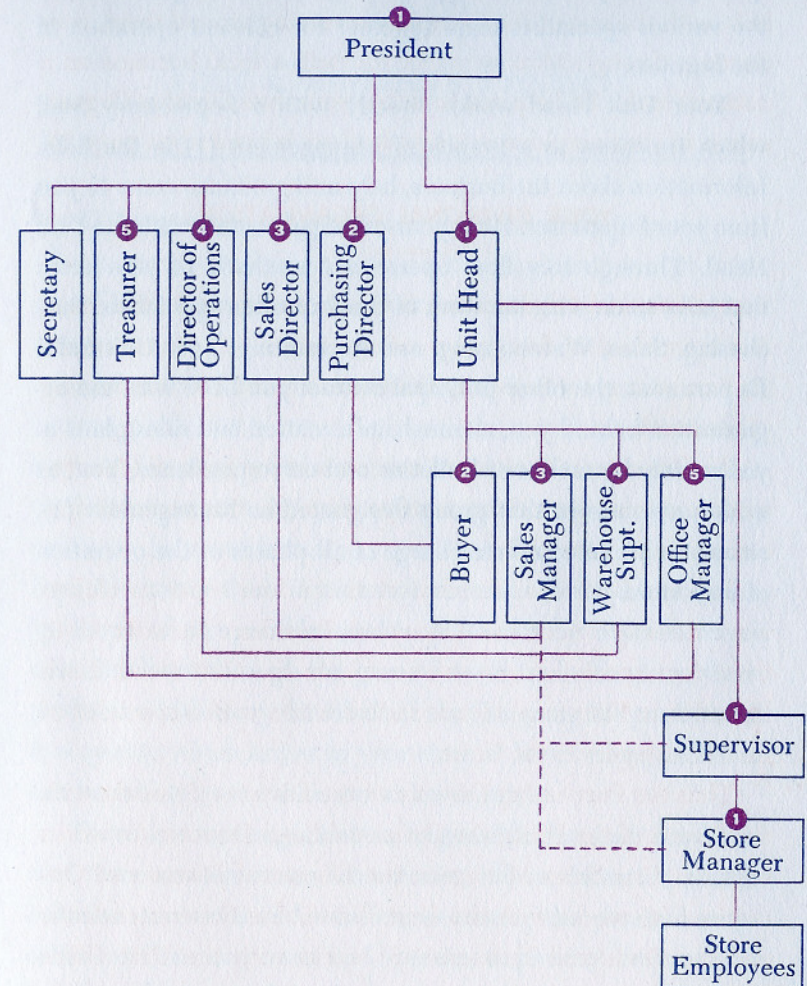 1
President
Secretary
5
Treasurer
4
Director of
Operations
3
Sales
Director
2
Purchasing
Director
1
Unit Head
2
Buyer
3
Sales
Manager
4
Warehouse
Supt.
5
Office
Manager
1
Supervisor
1
Store
Manager
Store
Employees